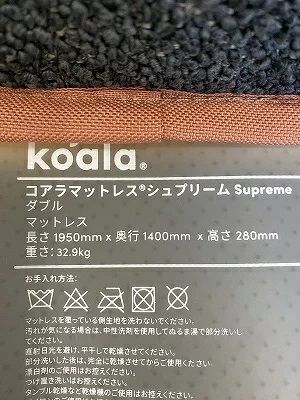 koala®
コアラマットレス®シュプリーム Supreme
ダブル
マットレス
長さ 1950mm x 奥行 1400mm x 高さ 280mm
重さ: 32.9kg
お手入れ方法:
マットレスを覆っている側生地を洗わないでください。
汚れが気になる場合は、中性洗剤を使用してぬるま湯で部分洗いし
てください。
直射日光を避け、平干しで乾燥させてください。
部分洗いした後は、完全に乾燥させてからご使用ください。
漂白剤のご使用はお控えください。
つけ置き洗いはお控えください。
タンブル乾燥など乾燥機のご使用はお控えください。